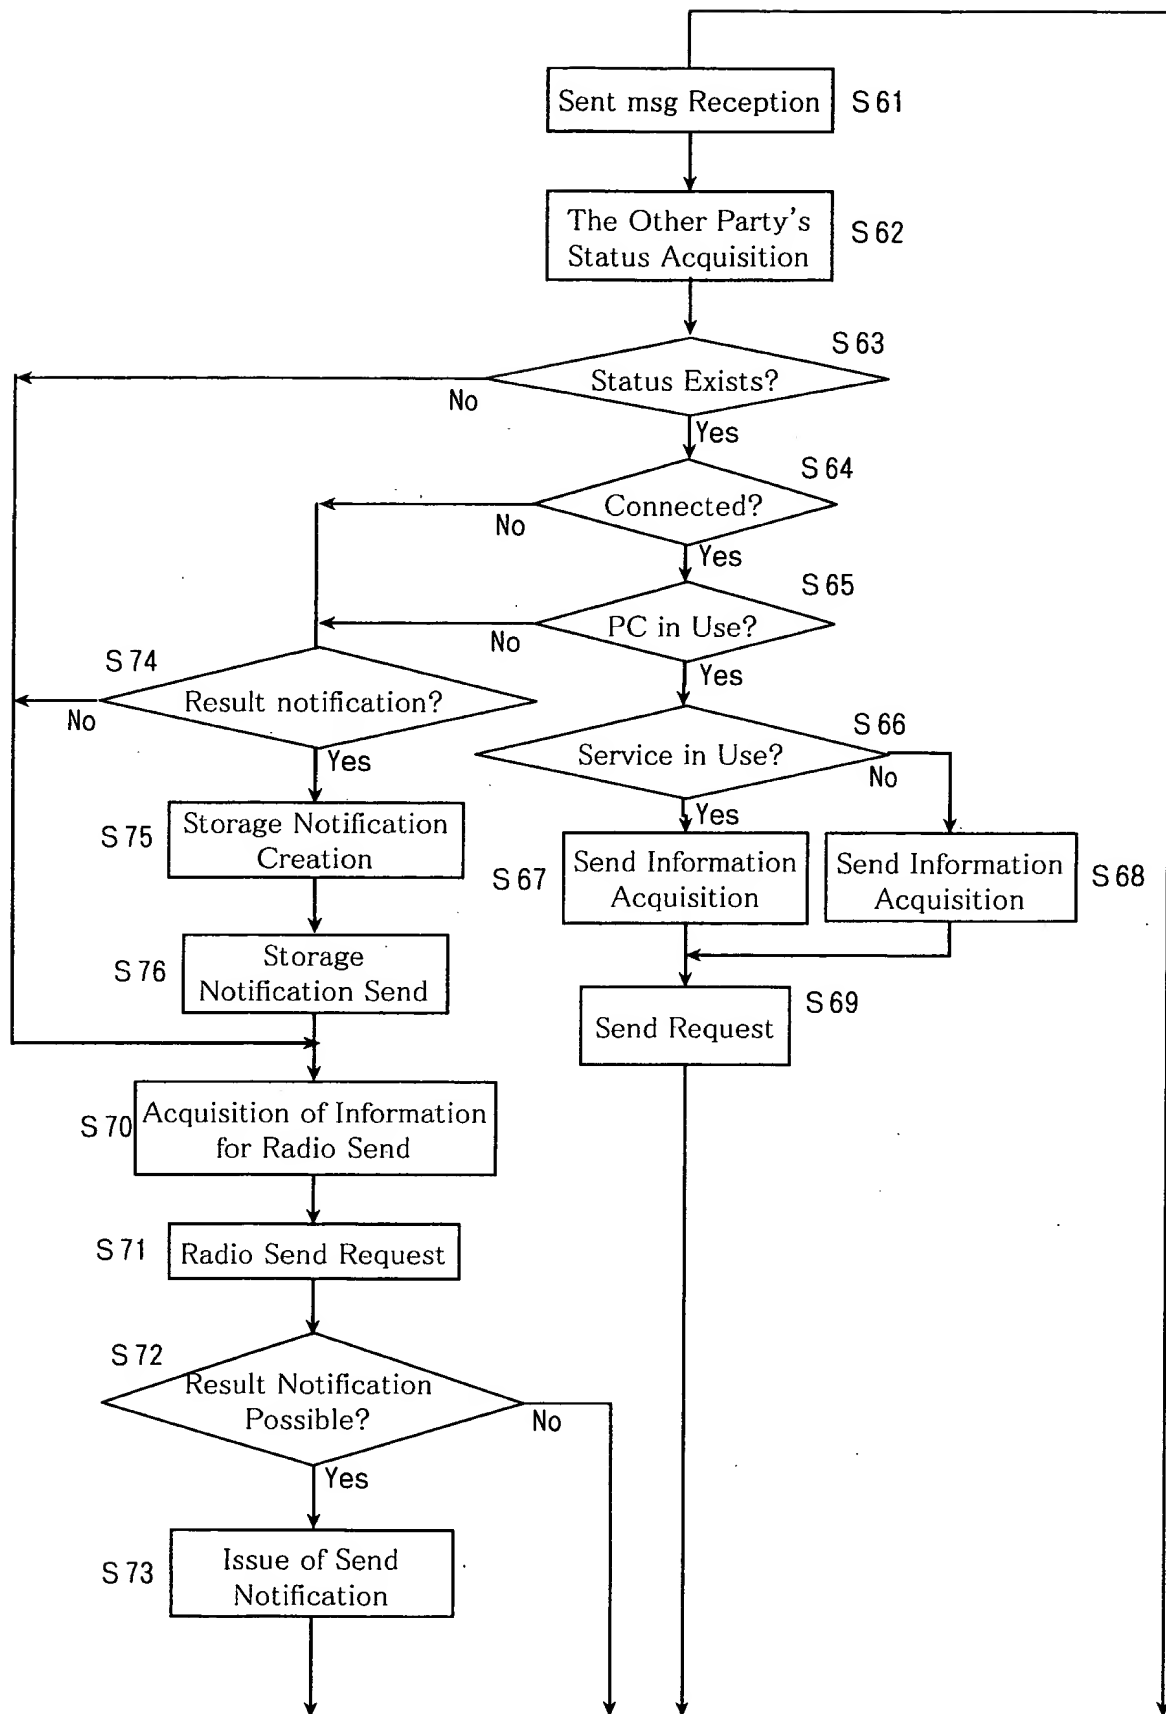 Sent msg Reception
S61
The Other Party's
Status Acquisition
S62
S63
Status Exists?
No
Yes
S64
Connected?
No
Yes
S65
PC in Use?
No
Yes
S74
Result notification?
No
Yes
S66
Service in Use?
No
Yes
S75
Storage Notification
Creation
S67
Send Information
Acquisition
Send Information
Acquisition
S68
S76
Storage
Notification Send
S69
Send Request
S70
Acquisition of Information
for Radio Send
S71
Radio Send Request
S72
Result Notification
Possible?
No
Yes
S73
Issue of Send
Notification